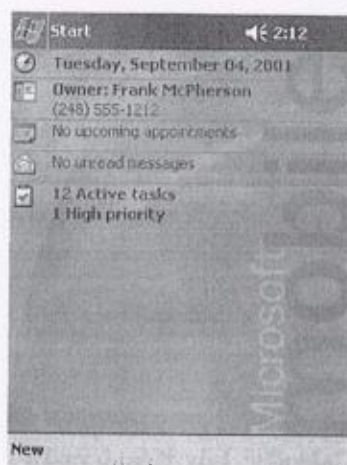 Start 2:12
Tuesday, September 04, 2001
Owner: Frank McPherson
(248) 555-1212
No upcoming appointments
No unread messages
12 Active tasks
1 High priority
Microsoft
New